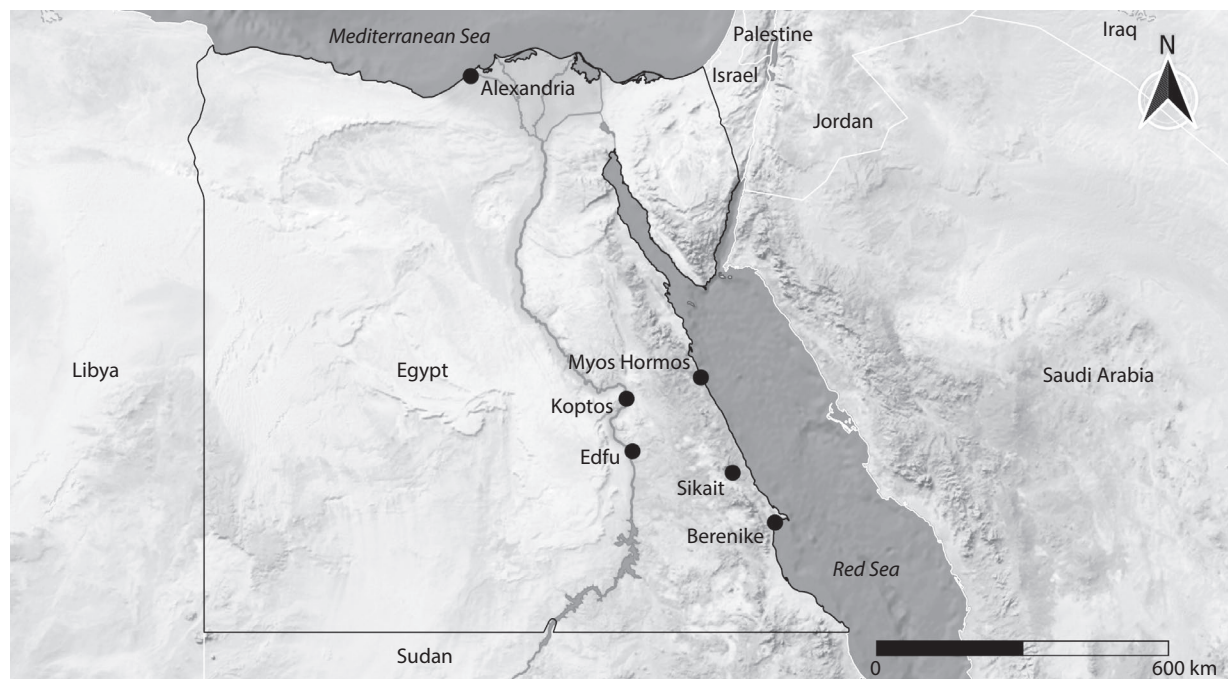 Mediterranean Sea
Palestine
Iraq
N
Israel
Alexandria
Jordan
Myos Hormos
Libya
Egypt
Saudi Arabia
Koptos
Edfu
Sikait
Berenike
Red Sea
Sudan
0
600 km